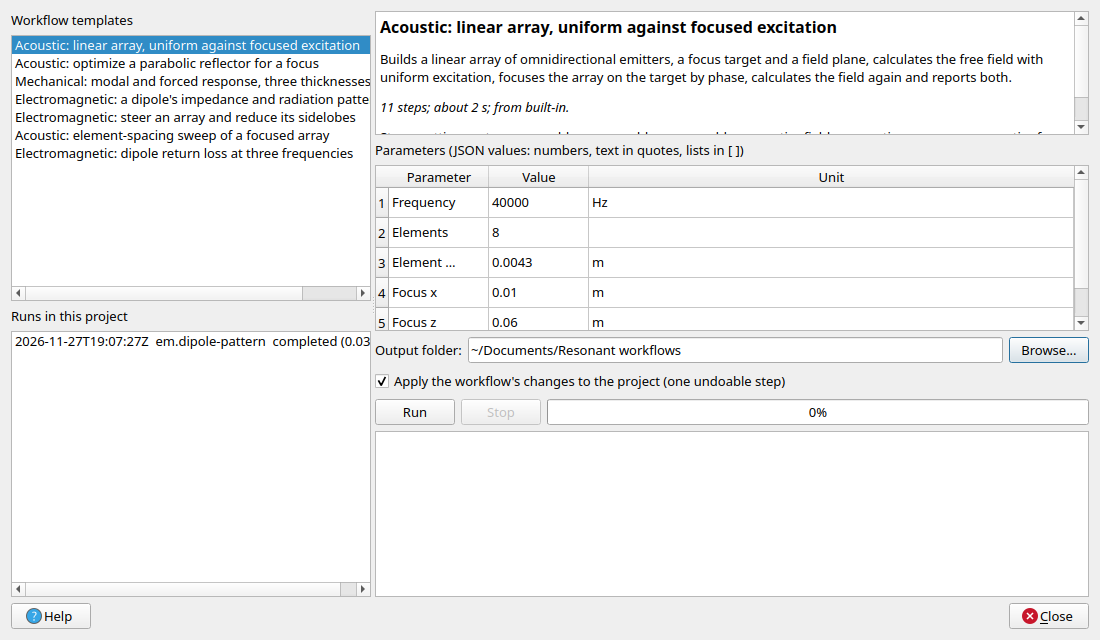 Workflow templates
Acoustic: linear array, uniform against focused excitation
Acoustic: optimize a parabolic reflector for a focus
Mechanical: modal and forced response, three thicknesses
Electromagnetic: a dipole's impedance and radiation patte
Electromagnetic: steer an array and reduce its sidelobes
Acoustic: element-spacing sweep of a focused array
Electromagnetic: dipole return loss at three frequencies
Runs in this project
2026-11-27T19:07:27Z em.dipole-pattern completed (0.03
Help
Acoustic: linear array, uniform against focused excitation
Builds a linear array of omnidirectional emitters, a focus target and a field plane, calculates the free field with
uniform excitation, focuses the array on the target by phase, calculates the field again and reports both.
11 steps; about 2 s; from built-in.
Parameters (JSON values: numbers, text in quotes, lists in [ ])
Parameter Value Unit
1 Frequency 40000 Hz
2 Elements 8
3 Element ... 0.0043 m
4 Focus x 0.01 m
5 Focus z 0.06 m
Output folder: ~/Documents/Resonant workflows Browse...
Apply the workflow's changes to the project (one undoable step)
Run Stop 0%
Close